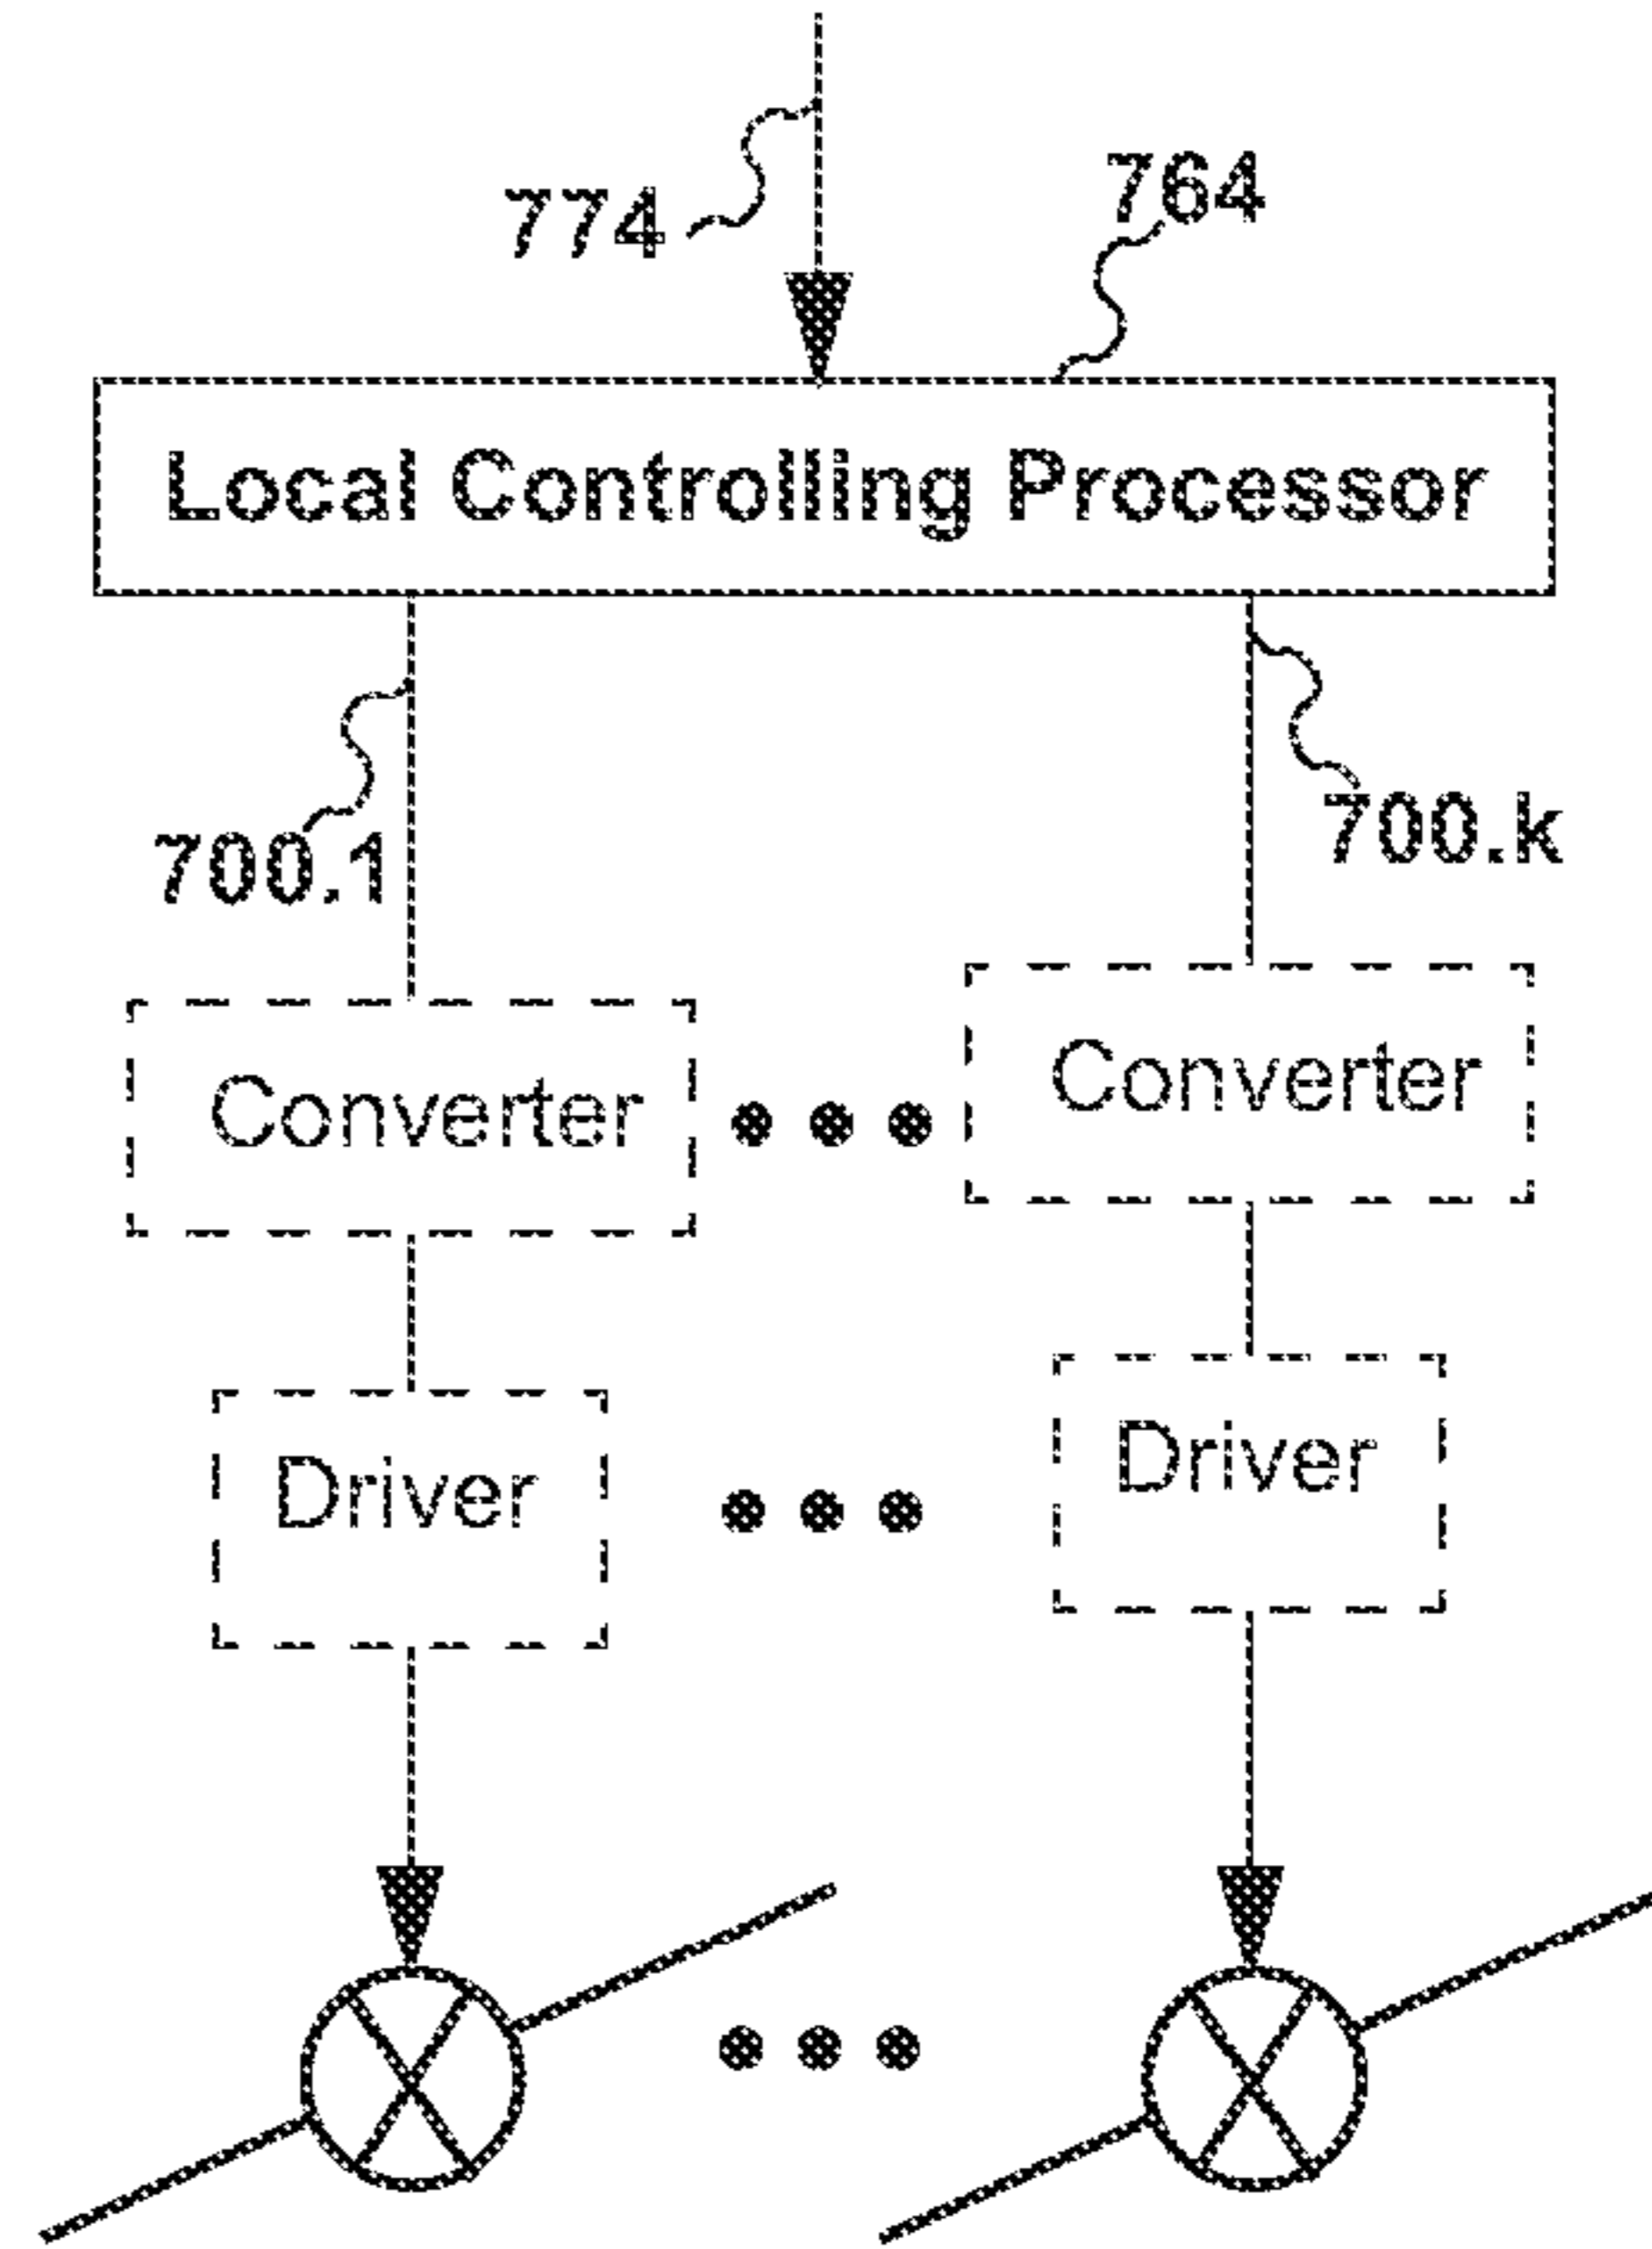 774
764
Local Controlling Processor
700.1
700.k
Converter
Converter
Driver
Driver